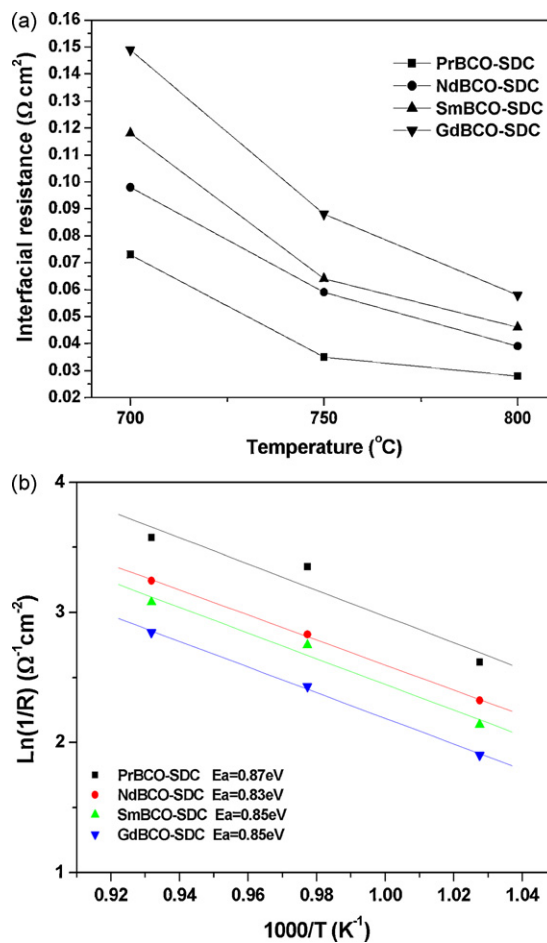 (a)
0.16
0.15
0.14
0.13
0.12
0.11
0.10
0.09
0.08
0.07
0.06
0.05
0.04
0.03
0.02
Interfacial resistance (Ω cm²)
PrBCO-SDC
NdBCO-SDC
SmBCO-SDC
GdBCO-SDC
700 750 800
Temperature (°C)
(b)
4
3
2
1
Ln(1/R) (Ω⁻¹cm⁻²)
PrBCO-SDC Ea=0.87eV
NdBCO-SDC Ea=0.83eV
SmBCO-SDC Ea=0.85eV
GdBCO-SDC Ea=0.85eV
0.92 0.94 0.96 0.98 1.00 1.02 1.04
1000/T (K⁻¹)